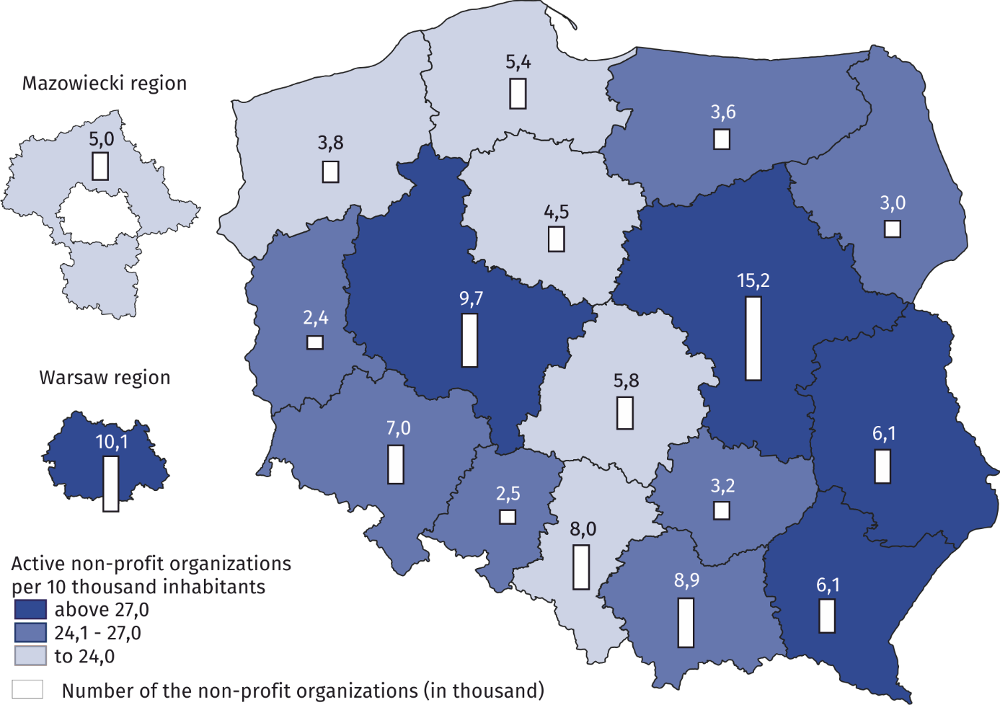 Mazowiecki region
5,0
Warsaw region
10,1
5,4
3,6
3,8
3,0
4,5
15,2
9,7
2,4
5,8
7,0
6,1
3,2
2,5
8,0
8,9
6,1
Active non-profit organizations
per 10 thousand inhabitants
above 27,0
24,1 - 27,0
to 24,0
Number of the non-profit organizations (in thousand)